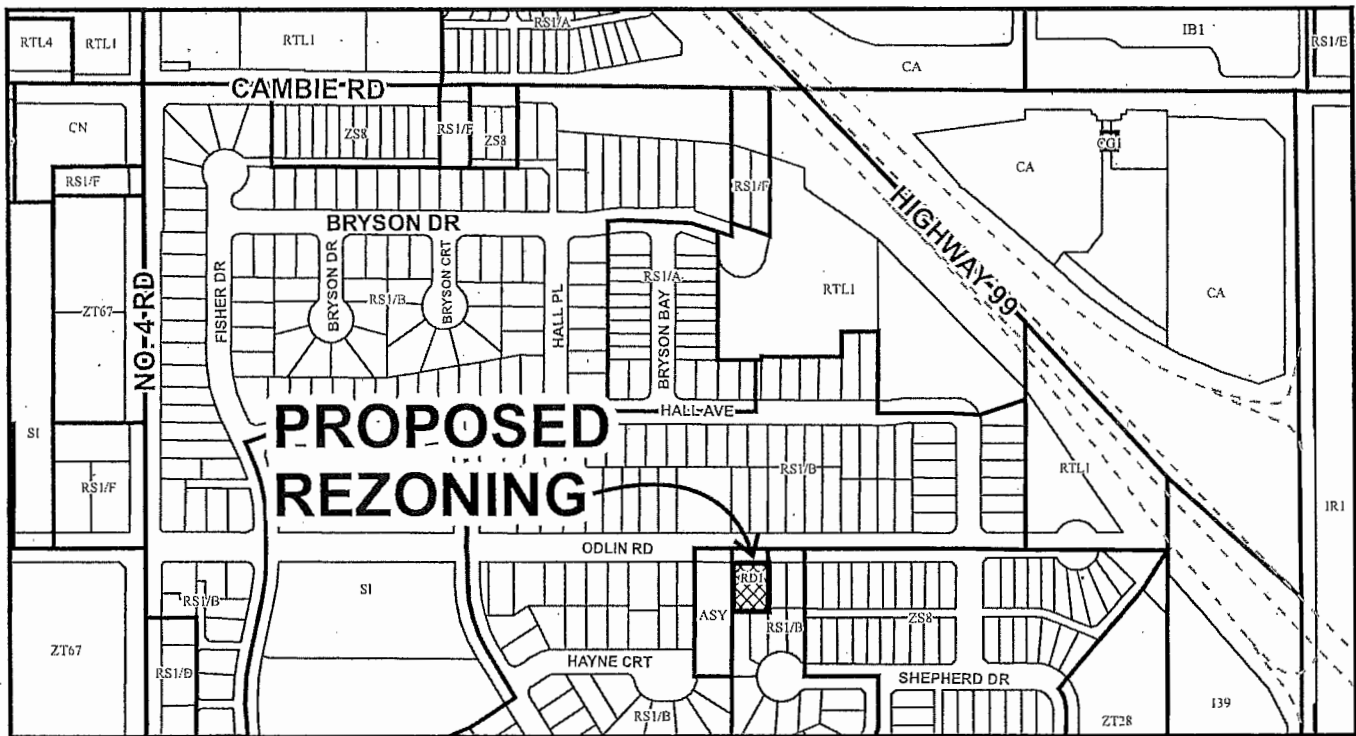 RTL4
RTL1
RTL1
RS1/A
CA
IB1
RS1/E
CAMBIE RD
CN
ZS8
RS1/F
ZS8
CA
CG1
RS1/F
RS1/F
BRYSON DR
HIGHWAY 99
NO. 4 RD
ZT67
FISHER DR
BRYSON DR
RS1/B
BRYSON CRT
HALL PL
RS1/A
BRYSON BAY
RTL1
CA
HALL AVE
PROPOSED
REZONING
SI
RS1/F
RS1/B
RTL1
IR1
ODLIN RD
RD1
RS1/B
SI
ASY
RS1/B
ZS8
ZT67
RS1/D
HAYNE CRT
SHEPHERD DR
RS1/B
ZT28